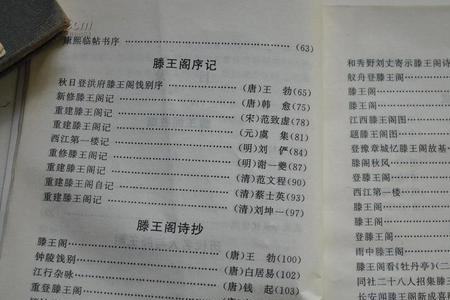 康熙临帖书序……………………………(63)
滕王阁序记
秋日登洪府滕王阁饯别序……(唐)王　勃(65)
新修滕王阁记……………………(唐)韩　愈(75)
重建滕王阁记……………………(宋)范致虚(78)
重建滕王阁记……………………(元)虞　集(81)
西江第一楼记……………………(明)刘　俨(84)
重修滕王阁记……………………(明)谢一夔(87)
重建滕王阁记……………………(清)范文程(90)
重建滕王阁自记…………………(清)蔡士英(93)
重建滕王阁记……………………(清)刘坤一(97)
滕王阁诗抄
滕王阁……………………………(唐)王　勃(100)
钟陵饯别…………………………(唐)白居易(102)
江行杂咏…………………………(唐)钱　起(103)
重登滕王阁
和秀野刘丈寄示滕王阁诗
舣舟登滕王阁…
滕王阁…
滕王阁…
江西滕王阁图…
题滕王阁图…
登豫章城忆滕王阁故基…
滕阁秋风…
登滕王阁…
西江第一楼…
滕王阁…
登滕王阁…
雨中滕王阁…
滕王阁看《牡丹亭》(二
同社二十八人招集滕王
长安闻滕王阁新成喜